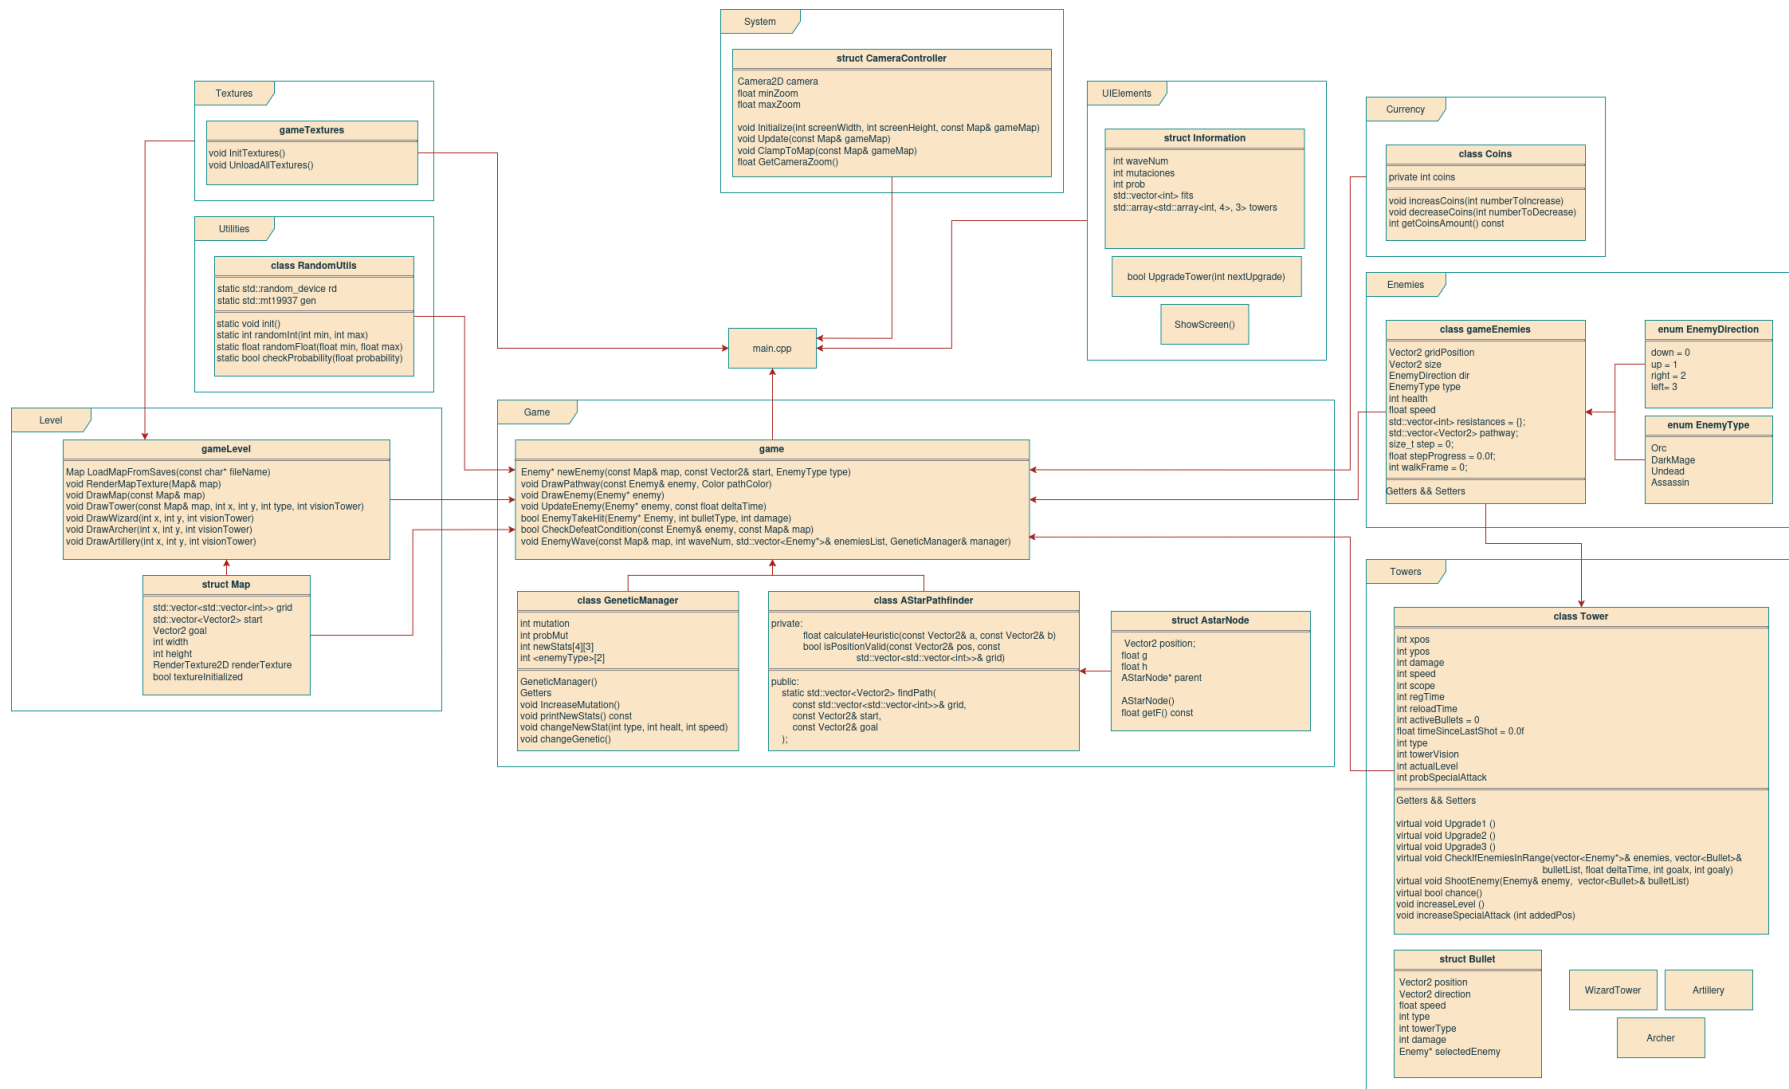 System
struct CameraController
Camera2D camera
float minZoom
float maxZoom
void Initialize(int screenWidth, int screenHeight, const Map& gameMap)
void Update(const Map& gameMap)
void ClampToMap(const Map& gameMap)
float GetCameraZoom()
Textures
gameTextures
void InitTextures()
void UnloadAllTextures()
UIElements
struct Information
int waveNum
int mutaciones
int prob
std::vector<int> fits
std::array<std::array<int, 4>, 3> towers
bool UpgradeTower(int nextUpgrade)
ShowScreen()
Currency
class Coins
private int coins
void increasCoins(int numberToIncrease)
void decreaseCoins(int numberToDecrease)
int getCoinsAmount() const
Utilities
class RandomUtils
static std::random_device rd
static std::mt19937 gen
static void init()
static int randomInt(int min, int max)
static float randomFloat(float min, float max)
static bool checkProbability(float probability)
main.cpp
Enemies
class gameEnemies
Vector2 gridPosition
Vector2 size
EnemyDirection dir
EnemyType type
int health
float speed
std::vector<int> resistances = {};
std::vector<Vector2> pathway;
size_t step = 0;
float stepProgress = 0.0f;
int walkFrame = 0;
Getters && Setters
enum EnemyDirection
down = 0
up = 1
right = 2
left= 3
enum EnemyType
Orc
DarkMage
Undead
Assassin
Level
gameLevel
Map LoadMapFromSaves(const char* fileName)
void RenderMapTexture(Map& map)
void DrawMap(const Map& map)
void DrawTower(const Map& map, int x, int y, int type, int visionTower)
void DrawWizard(int x, int y, int visionTower)
void DrawArcher(int x, int y, int visionTower)
void DrawArtillery(int x, int y, int visionTower)
struct Map
std::vector<std::vector<int>> grid
std::vector<Vector2> start
Vector2 goal
int width
int height
RenderTexture2D renderTexture
bool textureInitialized
Game
game
Enemy* newEnemy(const Map& map, const Vector2& start, EnemyType type)
void DrawPathway(const Enemy& enemy, Color pathColor)
void DrawEnemy(Enemy* enemy)
void UpdateEnemy(Enemy* enemy, const float deltaTime)
bool EnemyTakeHit(Enemy* Enemy, int bulletType, int damage)
bool CheckDefeatCondition(const Enemy& enemy, const Map& map)
void EnemyWave(const Map& map, int waveNum, std::vector<Enemy*>& enemiesList, GeneticManager& manager)
class GeneticManager
int mutation
int probMut
int newStats[4][3]
int <enemyType>[2]
GeneticManager()
Getters
void IncreaseMutation()
void printNewStats() const
void changeNewStat(int type, int healt, int speed)
void changeGenetic()
class AStarPathfinder
private:
float calculateHeuristic(const Vector2& a, const Vector2& b)
bool isPositionValid(const Vector2& pos, const
std::vector<std::vector<int>>& grid)
public:
static std::vector<Vector2> findPath(
const std::vector<std::vector<int>>& grid,
const Vector2& start,
const Vector2& goal
);
struct AstarNode
Vector2 position;
float g
float h
AStarNode* parent
AStarNode()
float getF() const
Towers
class Tower
int xpos
int ypos
int damage
int speed
int scope
int regTime
int reloadTime
int activeBullets = 0
float timeSinceLastShot = 0.0f
int type
int towerVision
int actualLevel
int probSpecialAttack
Getters && Setters
virtual void Upgrade1 ()
virtual void Upgrade2 ()
virtual void Upgrade3 ()
virtual void CheckIfEnemiesInRange(vector<Enemy*>& enemies, vector<Bullet>&
bulletList, float deltaTime, int goalx, int goaly)
virtual void ShootEnemy(Enemy& enemy, vector<Bullet>& bulletList)
virtual bool chance()
void increaseLevel ()
void increaseSpecialAttack (int addedPos)
struct Bullet
Vector2 position
Vector2 direction
float speed
int type
int towerType
int damage
Enemy* selectedEnemy
WizardTower
Artillery
Archer